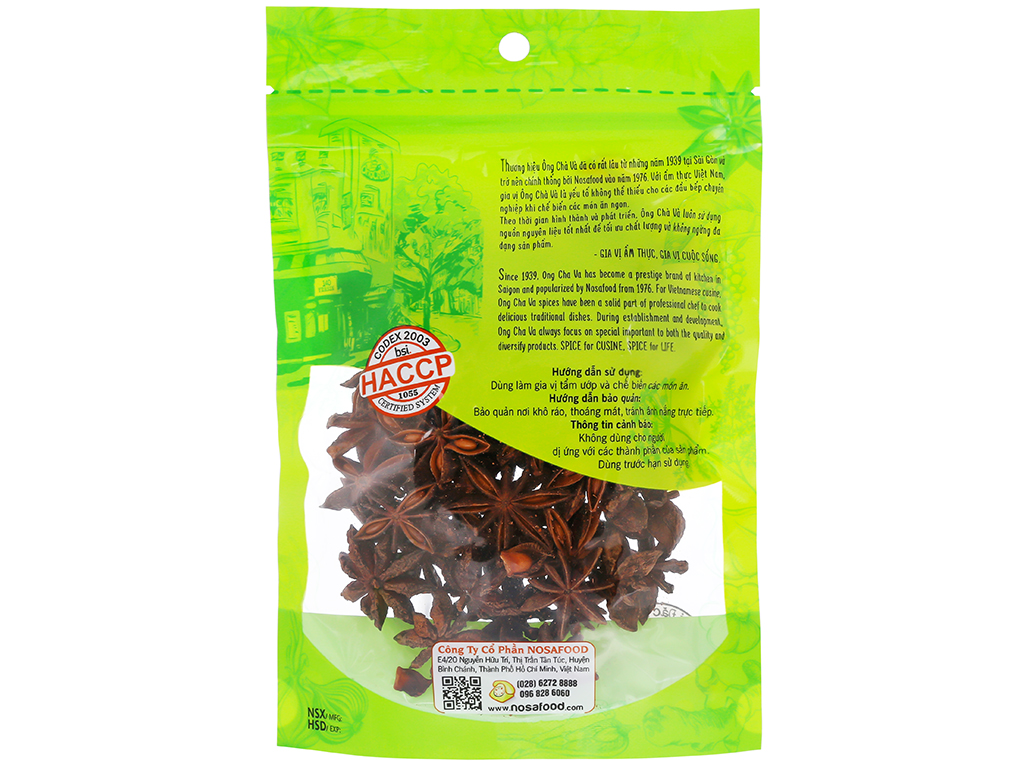 Thương hiệu Ông Chà Và đã có rất lâu từ những năm 1939 tại Sài Gòn và
trở nên chính thống bởi Nosafood vào năm 1976. Với ẩm thực Việt Nam,
gia vị Ông Chà Và là yếu tố không thể thiếu cho các đầu bếp chuyên
nghiệp khi chế biến các món ăn ngon.
Theo thời gian hình thành và phát triển, Ông Chà Và luôn sử dụng
nguồn nguyên liệu tốt nhất để tối ưu chất lượng và không ngừng đa
dạng sản phẩm.
- GIA VỊ ẨM THỰC, GIA VỊ CUỘC SỐNG
Since 1939, Ong Cha Va has become a prestige brand of kitchen in
Saigon and popularized by Nosafood from 1976. For Vietnamese cuisine,
Ong Cha Va spices have been a solid part of professional chef to cook
delicious traditional dishes. During establishment and development,
Ong Cha Va always focus on special important to both the quality and
diversify products. SPICE for CUSINE, SPICE for LIFE.
CODEX 2003
bsi.
HACCP
1055
CERTIFIED SYSTEM
Hướng dẫn sử dụng:
Dùng làm gia vị tẩm ướp và chế biến các món ăn.
Hướng dẫn bảo quản:
Bảo quản nơi khô ráo, thoáng mát, tránh ánh nắng trực tiếp.
Thông tin cảnh báo:
Không dùng cho người
dị ứng với các thành phần của sản phẩm.
Dùng trước hạn sử dụng
Công Ty Cổ Phần NOSAFOOD
E4/20 Nguyễn Hữu Trí, Thị Trấn Tân Túc, Huyện
Bình Chánh, Thành Phố Hồ Chí Minh, Việt Nam
(028) 6272 8888
096 828 6060
www.nosafood.com
NSX/ MFG:
HSD/ EXP: